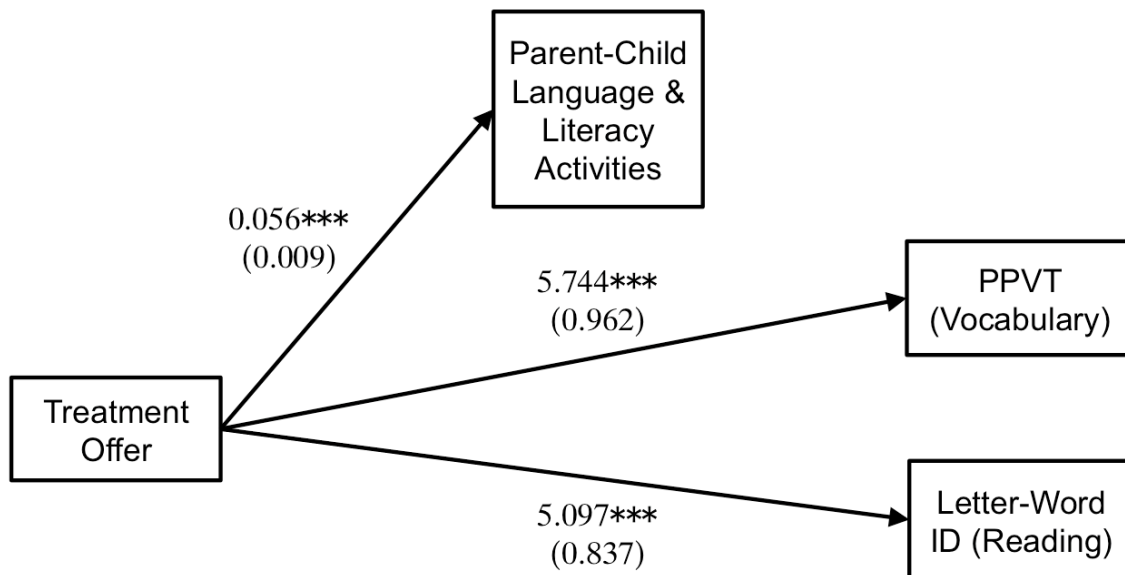 Parent-Child
Language &
Literacy
Activities
0.056***
(0.009)
5.744***
(0.962)
PPVT
(Vocabulary)
Treatment
Offer
5.097***
(0.837)
Letter-Word
ID (Reading)